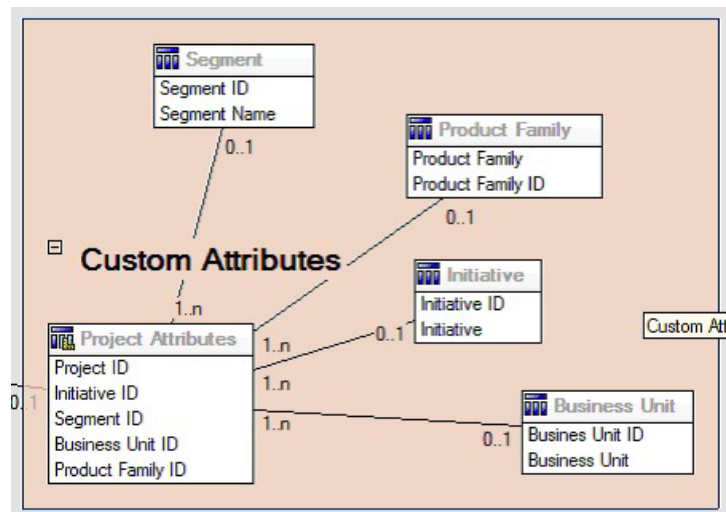 Segment
Segment ID
Segment Name
0..1
Product Family
Product Family
Product Family ID
0..1
Custom Attributes
1..n
Initiative
Initiative ID
Initiative
0..1
Custom Att
Project Attributes
Project ID
Initiative ID
Segment ID
Business Unit ID
Product Family ID
1..n
1..n
1..n
0..1
Business Unit
Busines Unit ID
Business Unit
0..1